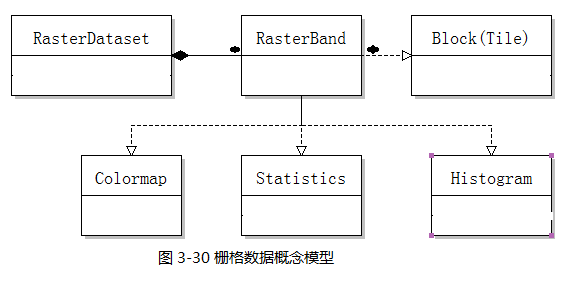 RasterDataset
RasterBand
Block(Tile)
Colormap
Statistics
Histogram
图 3-30 栅格数据概念模型